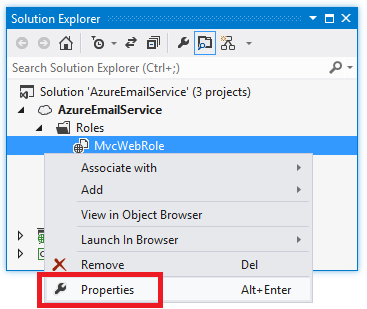 Solution Explorer
Search Solution Explorer (Ctrl+;)
Solution 'AzureEmailService' (3 projects)
AzureEmailService
Roles
MvcWebRole
Associate with
Add
View in Object Browser
Launch In Browser
Remove Del
Properties Alt+Enter